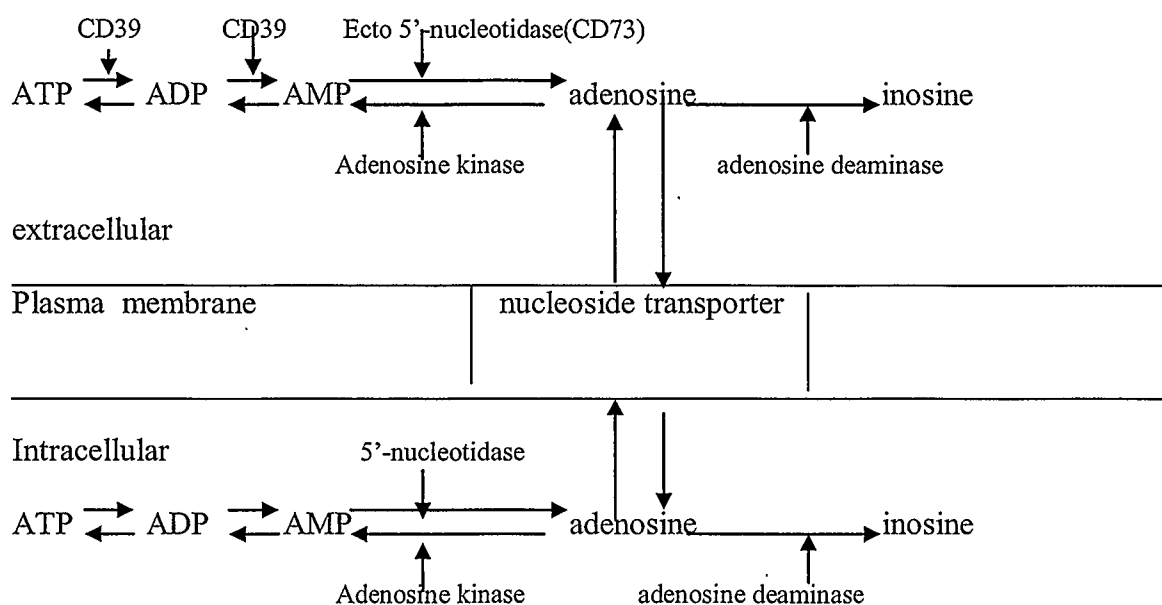 CD39 CD39 Ecto 5’-nucleotidase(CD73)
ATP ADP AMP adenosine inosine
Adenosine kinase adenosine deaminase
extracellular
Plasma membrane nucleoside transporter
Intracellular 5’-nucleotidase
ATP ADP AMP adenosine inosine
Adenosine kinase adenosine deaminase